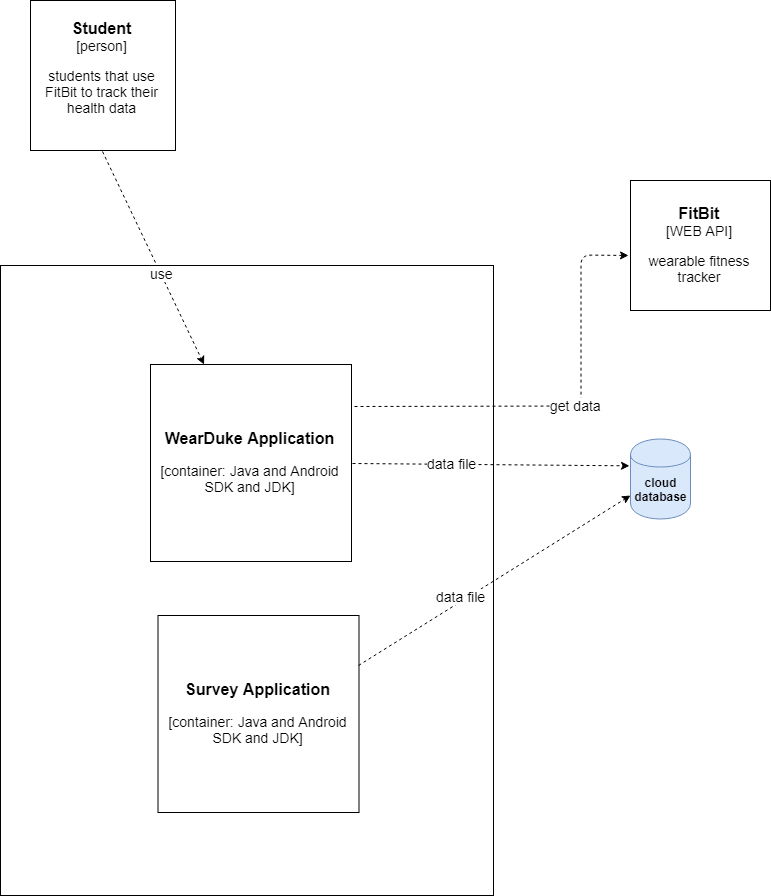 Student
[person]
students that use
FitBit to track their
health data
FitBit
[WEB API]
wearable fitness
tracker
use
get data
WearDuke Application
[container: Java and Android
SDK and JDK]
data file
cloud
database
data file
Survey Application
[container: Java and Android
SDK and JDK]